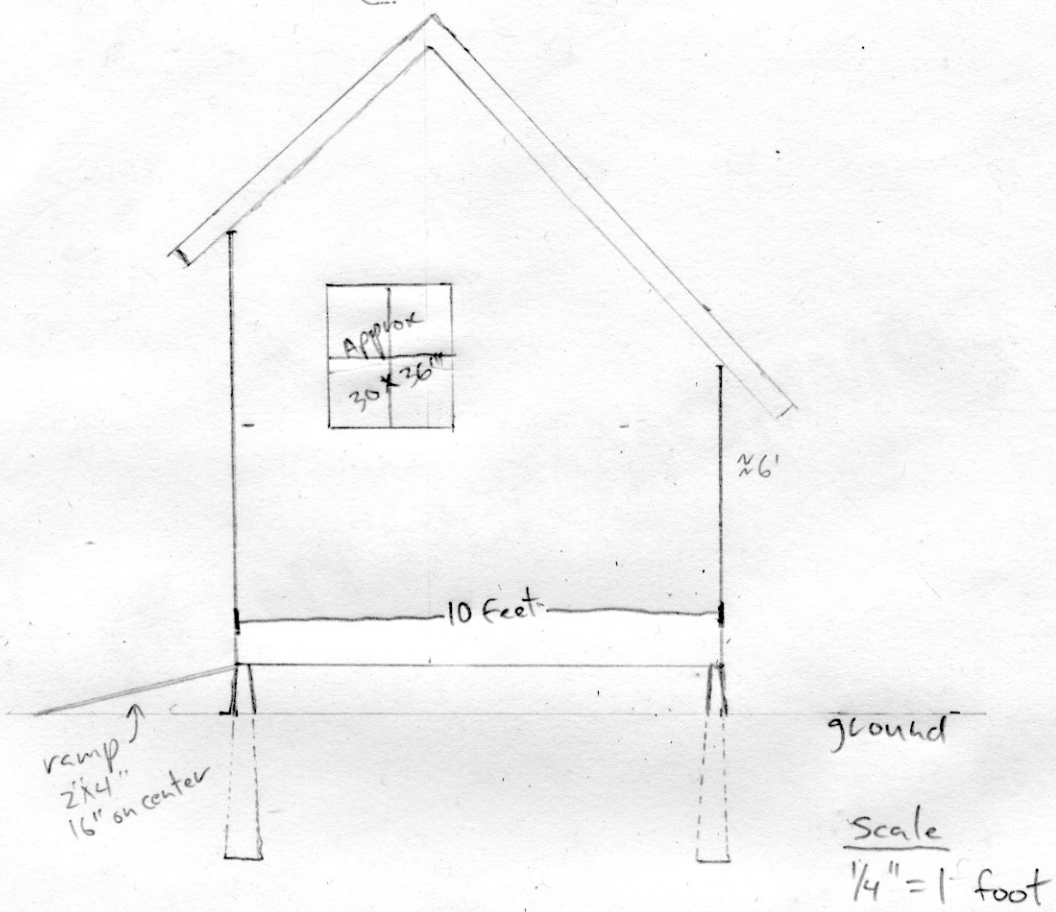 Approx
30 x 36"
≈6'
10 Feet
ground
ramp
2"x4"
16" on center
Scale
1/4" = 1 foot